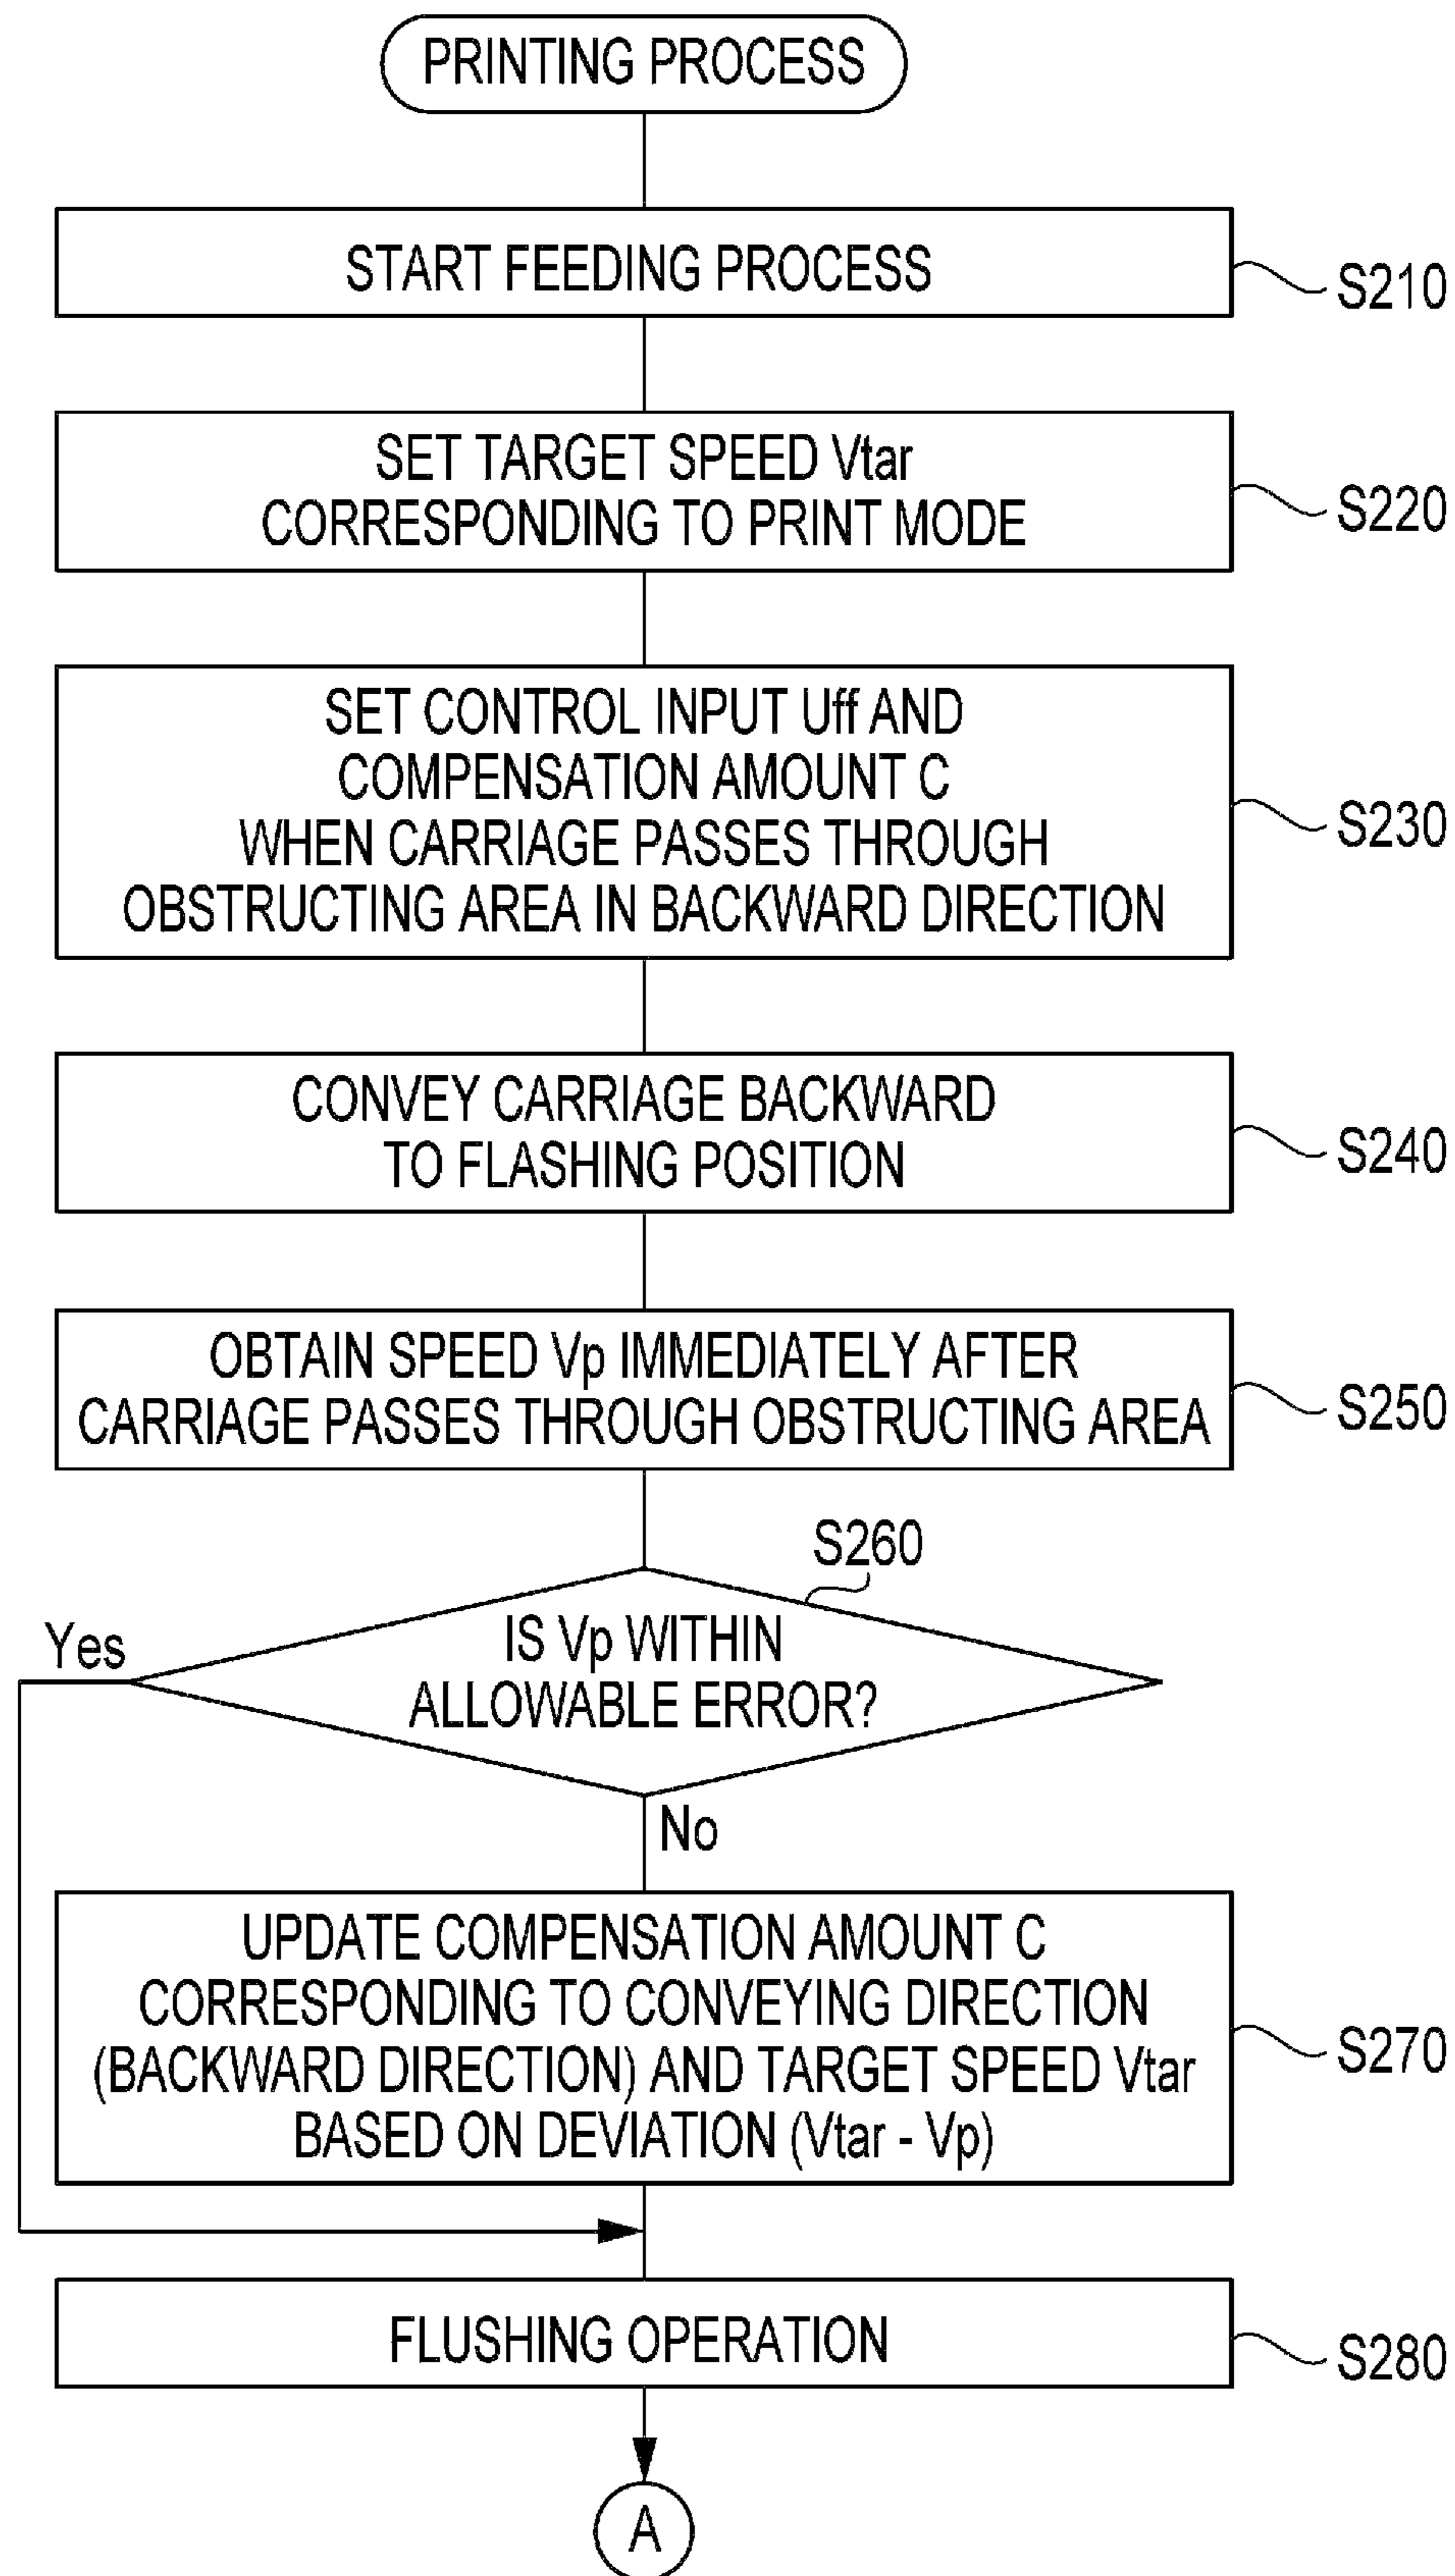 PRINTING PROCESS
START FEEDING PROCESS
S210
SET TARGET SPEED Vtar
CORRESPONDING TO PRINT MODE
S220
SET CONTROL INPUT Uff AND
COMPENSATION AMOUNT C
WHEN CARRIAGE PASSES THROUGH
OBSTRUCTING AREA IN BACKWARD DIRECTION
S230
CONVEY CARRIAGE BACKWARD
TO FLASHING POSITION
S240
OBTAIN SPEED Vp IMMEDIATELY AFTER
CARRIAGE PASSES THROUGH OBSTRUCTING AREA
S250
S260
IS Vp WITHIN
ALLOWABLE ERROR?
Yes
No
UPDATE COMPENSATION AMOUNT C
CORRESPONDING TO CONVEYING DIRECTION
(BACKWARD DIRECTION) AND TARGET SPEED Vtar
BASED ON DEVIATION (Vtar - Vp)
S270
FLUSHING OPERATION
S280
A